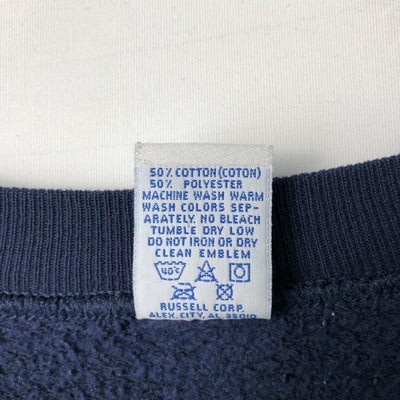 50% COTTON (COTON)
50% POLYESTER
MACHINE WASH WARM
WASH COLORS SEP-
ARATELY. NO BLEACH
TUMBLE DRY LOW
DO NOT IRON OR DRY
CLEAN EMBLEM
40°C
RUSSELL CORP.
ALEX. CITY, AL 35010